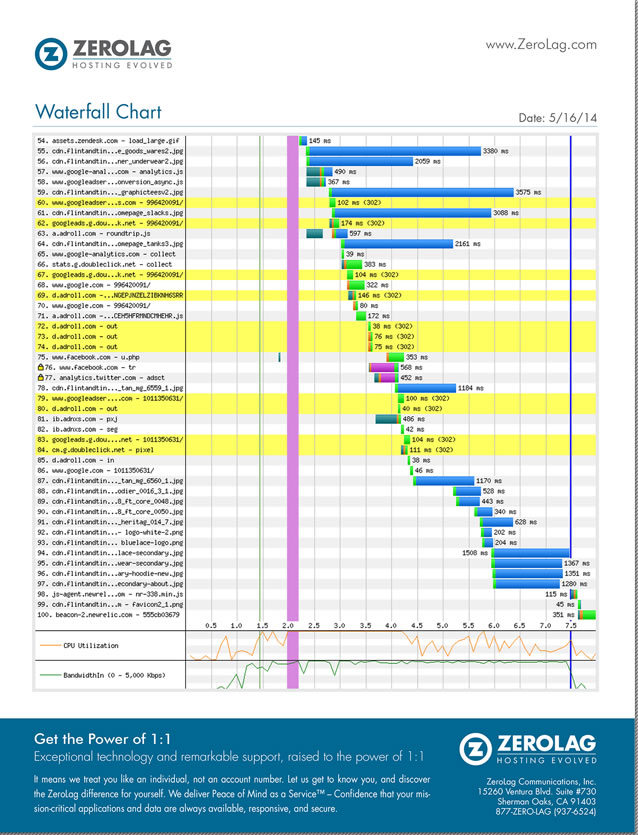 ZEROLAG
HOSTING EVOLVED
www.ZeroLag.com
Waterfall Chart
Date: 5/16/14
54. assets.zendesk.com - load_large.gif 145 ms
55. cdn.flintandtin...e_goods_wares2.jpg 3380 ms
56. cdn.flintandtin...ner_underwear2.jpg 2059 ms
57. www.google-anal...com - analytics.js 490 ms
58. www.googleadser...onversion_async.js 367 ms
59. cdn.flintandtin..._graphicteesv2.jpg 3575 ms
60. www.googleadser...s.com - 996420091/ 102 ms (302)
61. cdn.flintandtin...omepage_slacks.jpg 3088 ms
62. googleads.g.dou...k.net - 996420091/ 174 ms (302)
63. a.adroll.com - roundtrip.js 597 ms
64. cdn.flintandtin...omepage_tanks3.jpg 2161 ms
65. www.google-analytics.com - collect 39 ms
66. stats.g.doubleclick.net - collect 383 ms
67. googleads.g.dou...k.net - 996420091/ 104 ms (302)
68. www.google.com - 996420091/ 322 ms
69. d.adroll.com -...NGEPJNZELZIBKNM6SRR 146 ms (302)
70. www.google.com - 996420091/ 80 ms
71. a.adroll.com -...CEH5HFRMNDCMHEHR.js 172 ms
72. d.adroll.com - out 38 ms (302)
73. d.adroll.com - out 76 ms (302)
74. d.adroll.com - out 75 ms (302)
75. www.facebook.com - u.php 353 ms
76. www.facebook.com - tr 568 ms
77. analytics.twitter.com - adsct 452 ms
78. cdn.flintandtin..._tan_mg_6559_1.jpg 1184 ms
79. www.googleadser....com - 1011350631/ 100 ms (302)
80. d.adroll.com - out 40 ms (302)
81. ib.adnxs.com - pxj 486 ms
82. ib.adnxs.com - seg 42 ms
83. googleads.g.dou....net - 1011350631/ 104 ms (302)
84. cm.g.doubleclick.net - pixel 111 ms (302)
85. d.adroll.com - in 38 ms
86. www.google.com - 1011350631/ 46 ms
87. cdn.flintandtin..._tan_mg_6560_1.jpg 1170 ms
88. cdn.flintandtin...odier_0016_3_1.jpg 528 ms
89. cdn.flintandtin...8_ft_core_0048.jpg 443 ms
90. cdn.flintandtin...8_ft_core_0050.jpg 340 ms
91. cdn.flintandtin..._heritag_014_7.jpg 628 ms
92. cdn.flintandtin...- logo-white-2.png 202 ms
93. cdn.flintandtin... bluelace-logo.png 204 ms
94. cdn.flintandtin...lace-secondary.jpg 1508 ms
95. cdn.flintandtin...wear-secondary.jpg 1367 ms
96. cdn.flintandtin...ary-hoodie-new.jpg 1351 ms
97. cdn.flintandtin...econdary-about.jpg 1280 ms
98. js-agent.newrel...om - nr-338.min.js 115 ms
99. cdn.flintandtin...m - favicon2_1.png 45 ms
100. beacon-2.newrelic.com - 555cb03679 351 ms
0.5 1.0 1.5 2.0 2.5 3.0 3.5 4.0 4.5 5.0 5.5 6.0 6.5 7.0 7.5
CPU Utilization
BandwidthIn (0 - 5,000 Kbps)
Get the Power of 1:1
Exceptional technology and remarkable support, raised to the power of 1:1
It means we treat you like an individual, not an account number. Let us get to know you, and discover
the ZeroLag difference for yourself. We deliver Peace of Mind as a Service™ – Confidence that your mis-
sion-critical applications and data are always available, responsive, and secure.
ZEROLAG
HOSTING EVOLVED
ZeroLag Communications, Inc.
15260 Ventura Blvd. Suite #730
Sherman Oaks, CA 91403
877-ZERO-LAG (937-6524)